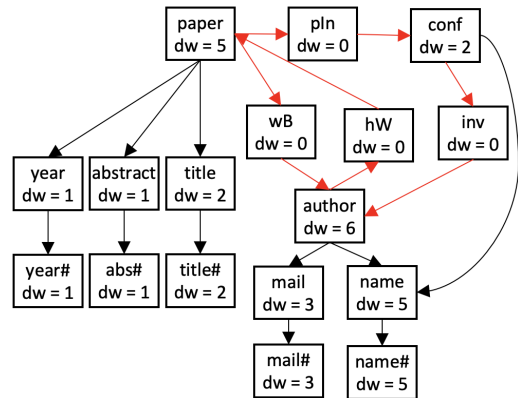 paper
dw = 5
pIn
dw = 0
conf
dw = 2
wB
dw = 0
hW
dw = 0
inv
dw = 0
year
dw = 1
abstract
dw = 1
title
dw = 2
author
dw = 6
year#
dw = 1
abs#
dw = 1
title#
dw = 2
mail
dw = 3
name
dw = 5
mail#
dw = 3
name#
dw = 5